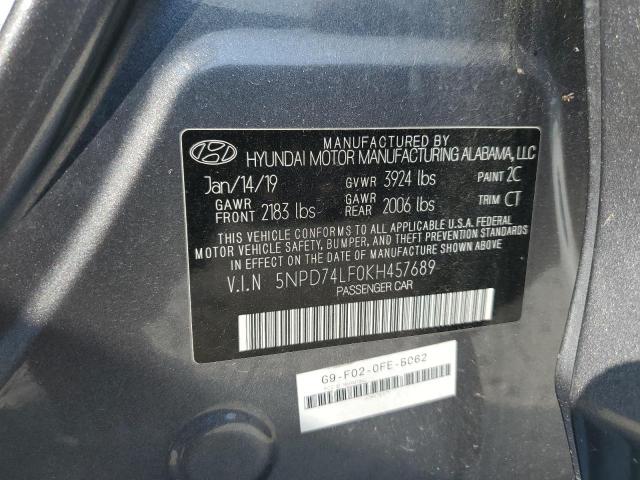 MANUFACTURED BY
HYUNDAI MOTOR MANUFACTURING ALABAMA, LLC
Jan/14/19 GVWR 3924 lbs PAINT 2C
GAWR FRONT 2183 lbs GAWR REAR 2006 lbs TRIM CT
THIS VEHICLE CONFORMS TO ALL APPLICABLE U.S.A. FEDERAL
MOTOR VEHICLE SAFETY, BUMPER, AND THEFT PREVENTION STANDARDS
IN EFFECT ON THE DATE OF MANUFACTURE SHOWN ABOVE.
V.I.N 5NPD74LF0KH457689
PASSENGER CAR
G9-F02-0FE-6C62